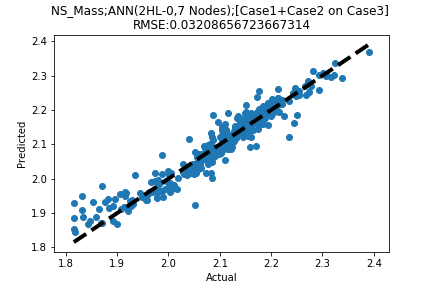 NS_Mass;ANN(2HL-0,7 Nodes);[Case1+Case2 on Case3]
RMSE:0.03208656723667314
2.4
2.3
2.2
2.1
2.0
1.9
1.8
Predicted
1.8 1.9 2.0 2.1 2.2 2.3 2.4
Actual